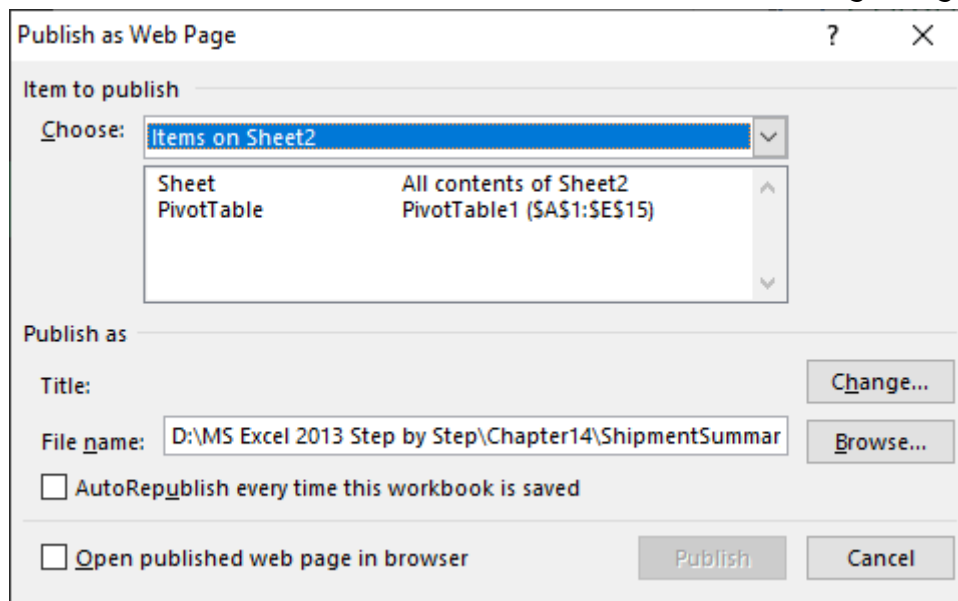 Publish as Web Page ? X
Item to publish
Choose: Items on Sheet2
Sheet All contents of Sheet2
PivotTable PivotTable1 ($A$1:$E$15)
Publish as
Title: Change...
File name: D:\MS Excel 2013 Step by Step\Chapter14\ShipmentSummar Browse...
AutoRepublish every time this workbook is saved
Open published web page in browser Publish Cancel